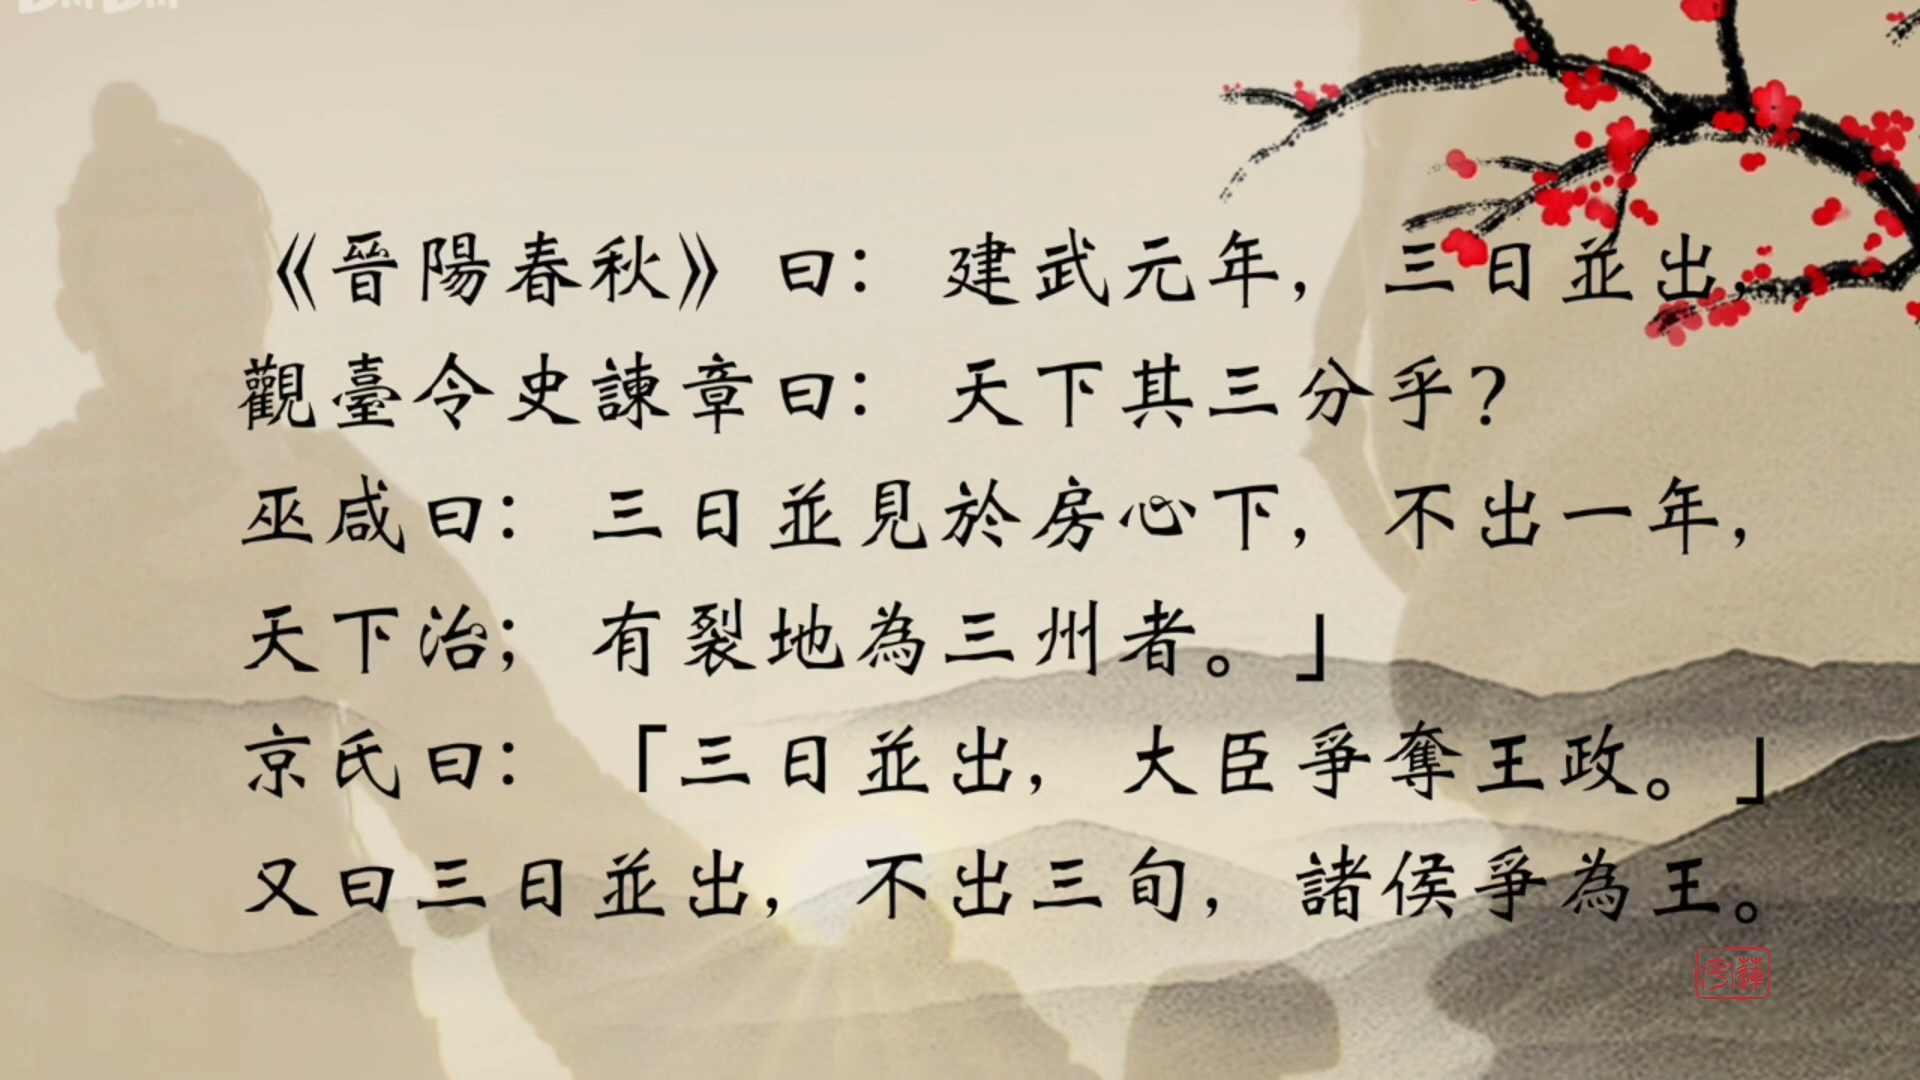 《晉陽春秋》曰：建武元年，三日並出，
觀臺令史諫章曰：天下其三分乎？
巫咸曰：三日並見於房心下，不出一年，
天下治；有裂地為三州者。」
京氏曰：「三日並出，大臣爭奪王政。」
又曰三日並出，不出三旬，諸侯爭為王。